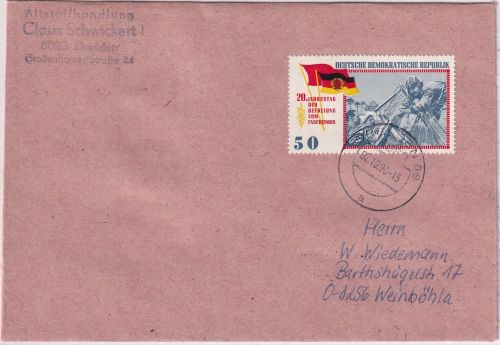 Altstoffhandlung
Claus Schwickert
8023 Dresden
Großenhainer Straße 44
DEUTSCHE DEMOKRATISCHE REPUBLIK
20.
JAHRESTAG
DER
BEFREIUNG
VOM
FASCHISMUS
50
Herrn
W. Wiedemann
Barthshügelstr. 17
O-8256 Weinböhla